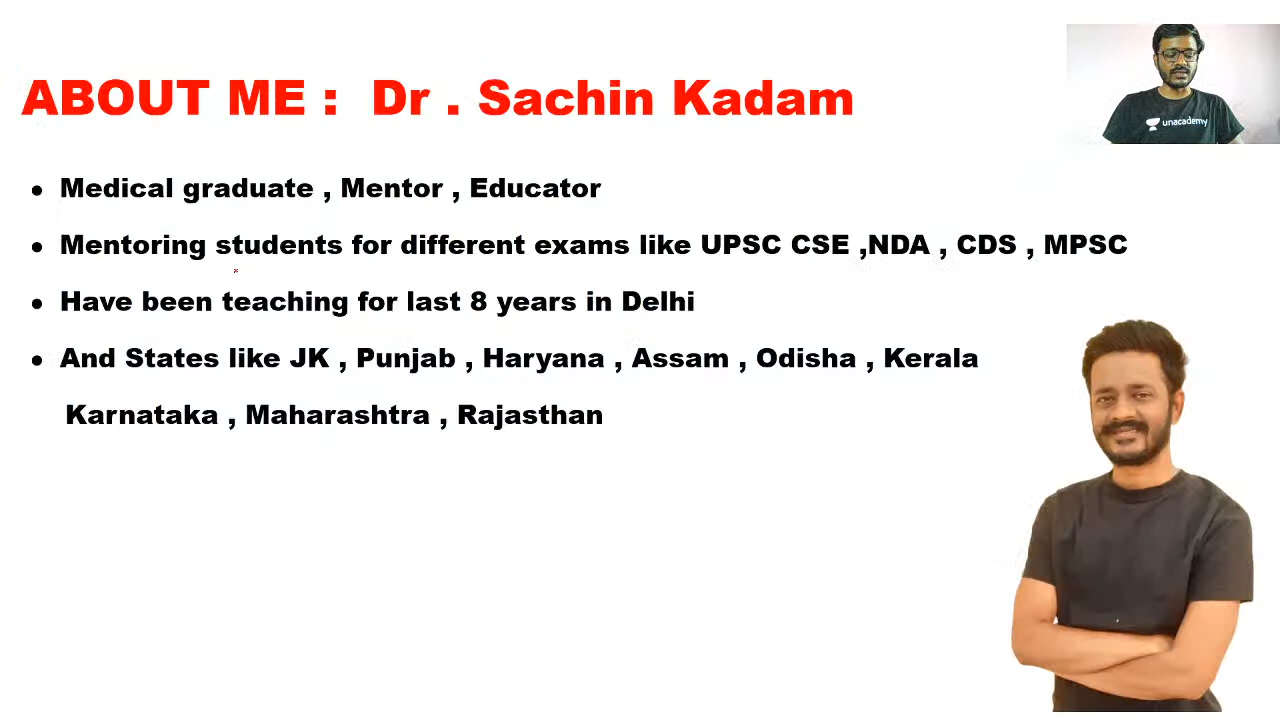 ABOUT ME :  Dr . Sachin Kadam
unacademy
• Medical graduate , Mentor , Educator
• Mentoring students for different exams like UPSC CSE ,NDA , CDS , MPSC
• Have been teaching for last 8 years in Delhi
• And States like JK , Punjab , Haryana , Assam , Odisha , Kerala
Karnataka , Maharashtra , Rajasthan